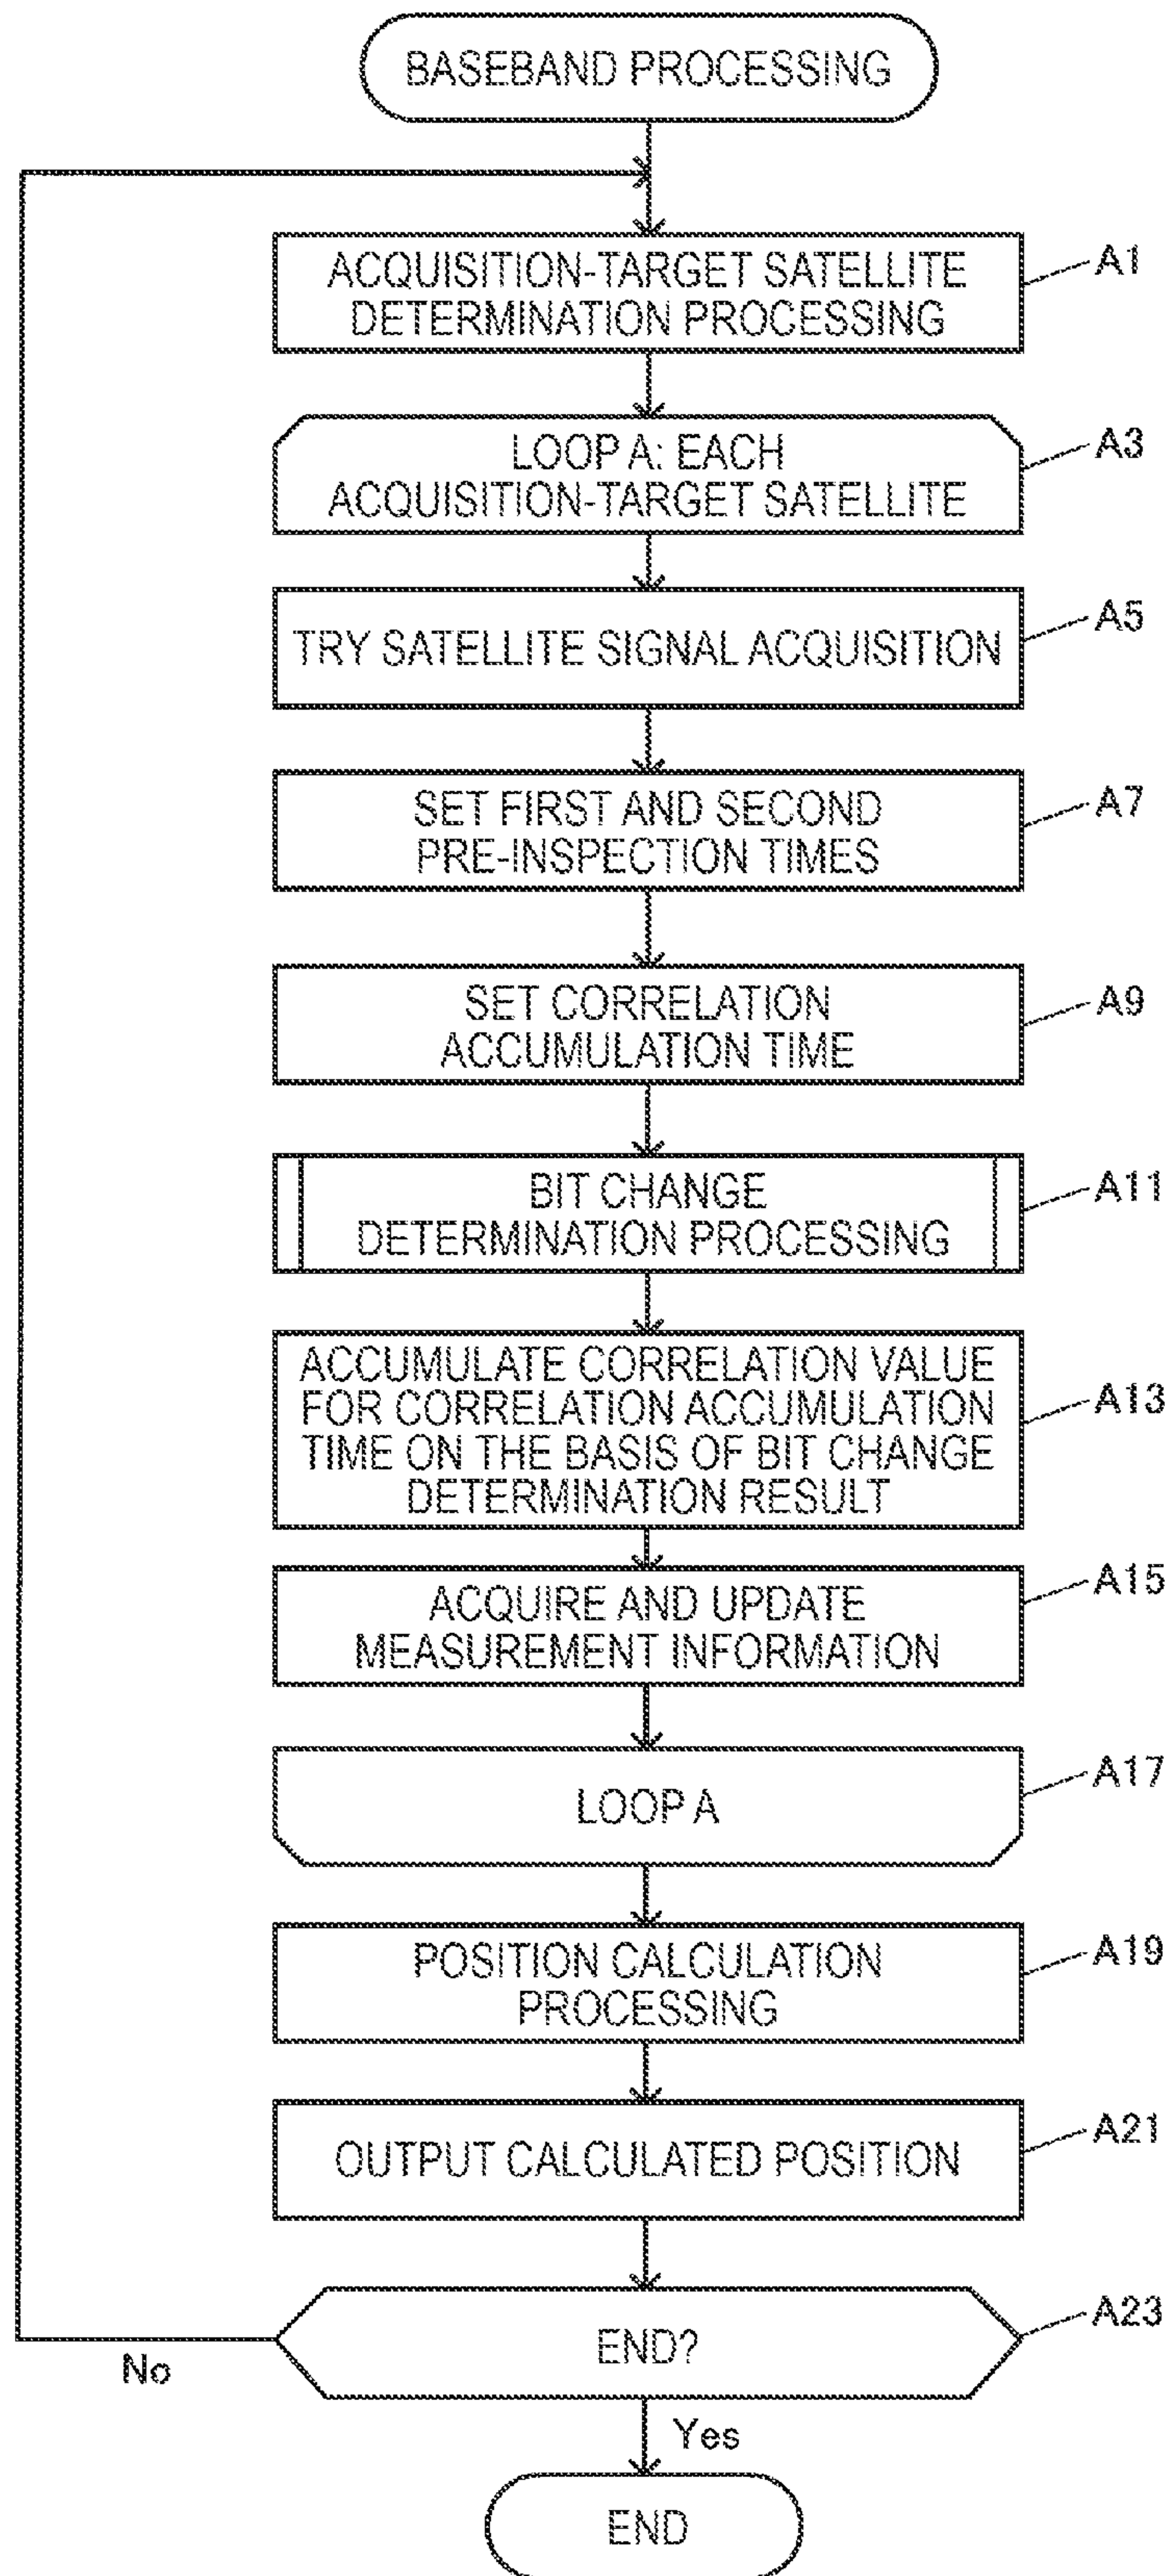 BASEBAND PROCESSING
ACQUISITION-TARGET SATELLITE
DETERMINATION PROCESSING
A1
LOOP A: EACH
ACQUISITION-TARGET SATELLITE
A3
TRY SATELLITE SIGNAL ACQUISITION
A5
SET FIRST AND SECOND
PRE-INSPECTION TIMES
A7
SET CORRELATION
ACCUMULATION TIME
A9
BIT CHANGE
DETERMINATION PROCESSING
A11
ACCUMULATE CORRELATION VALUE
FOR CORRELATION ACCUMULATION
TIME ON THE BASIS OF BIT CHANGE
DETERMINATION RESULT
A13
ACQUIRE AND UPDATE
MEASUREMENT INFORMATION
A15
LOOP A
A17
POSITION CALCULATION
PROCESSING
A19
OUTPUT CALCULATED POSITION
A21
END?
A23
No
Yes
END